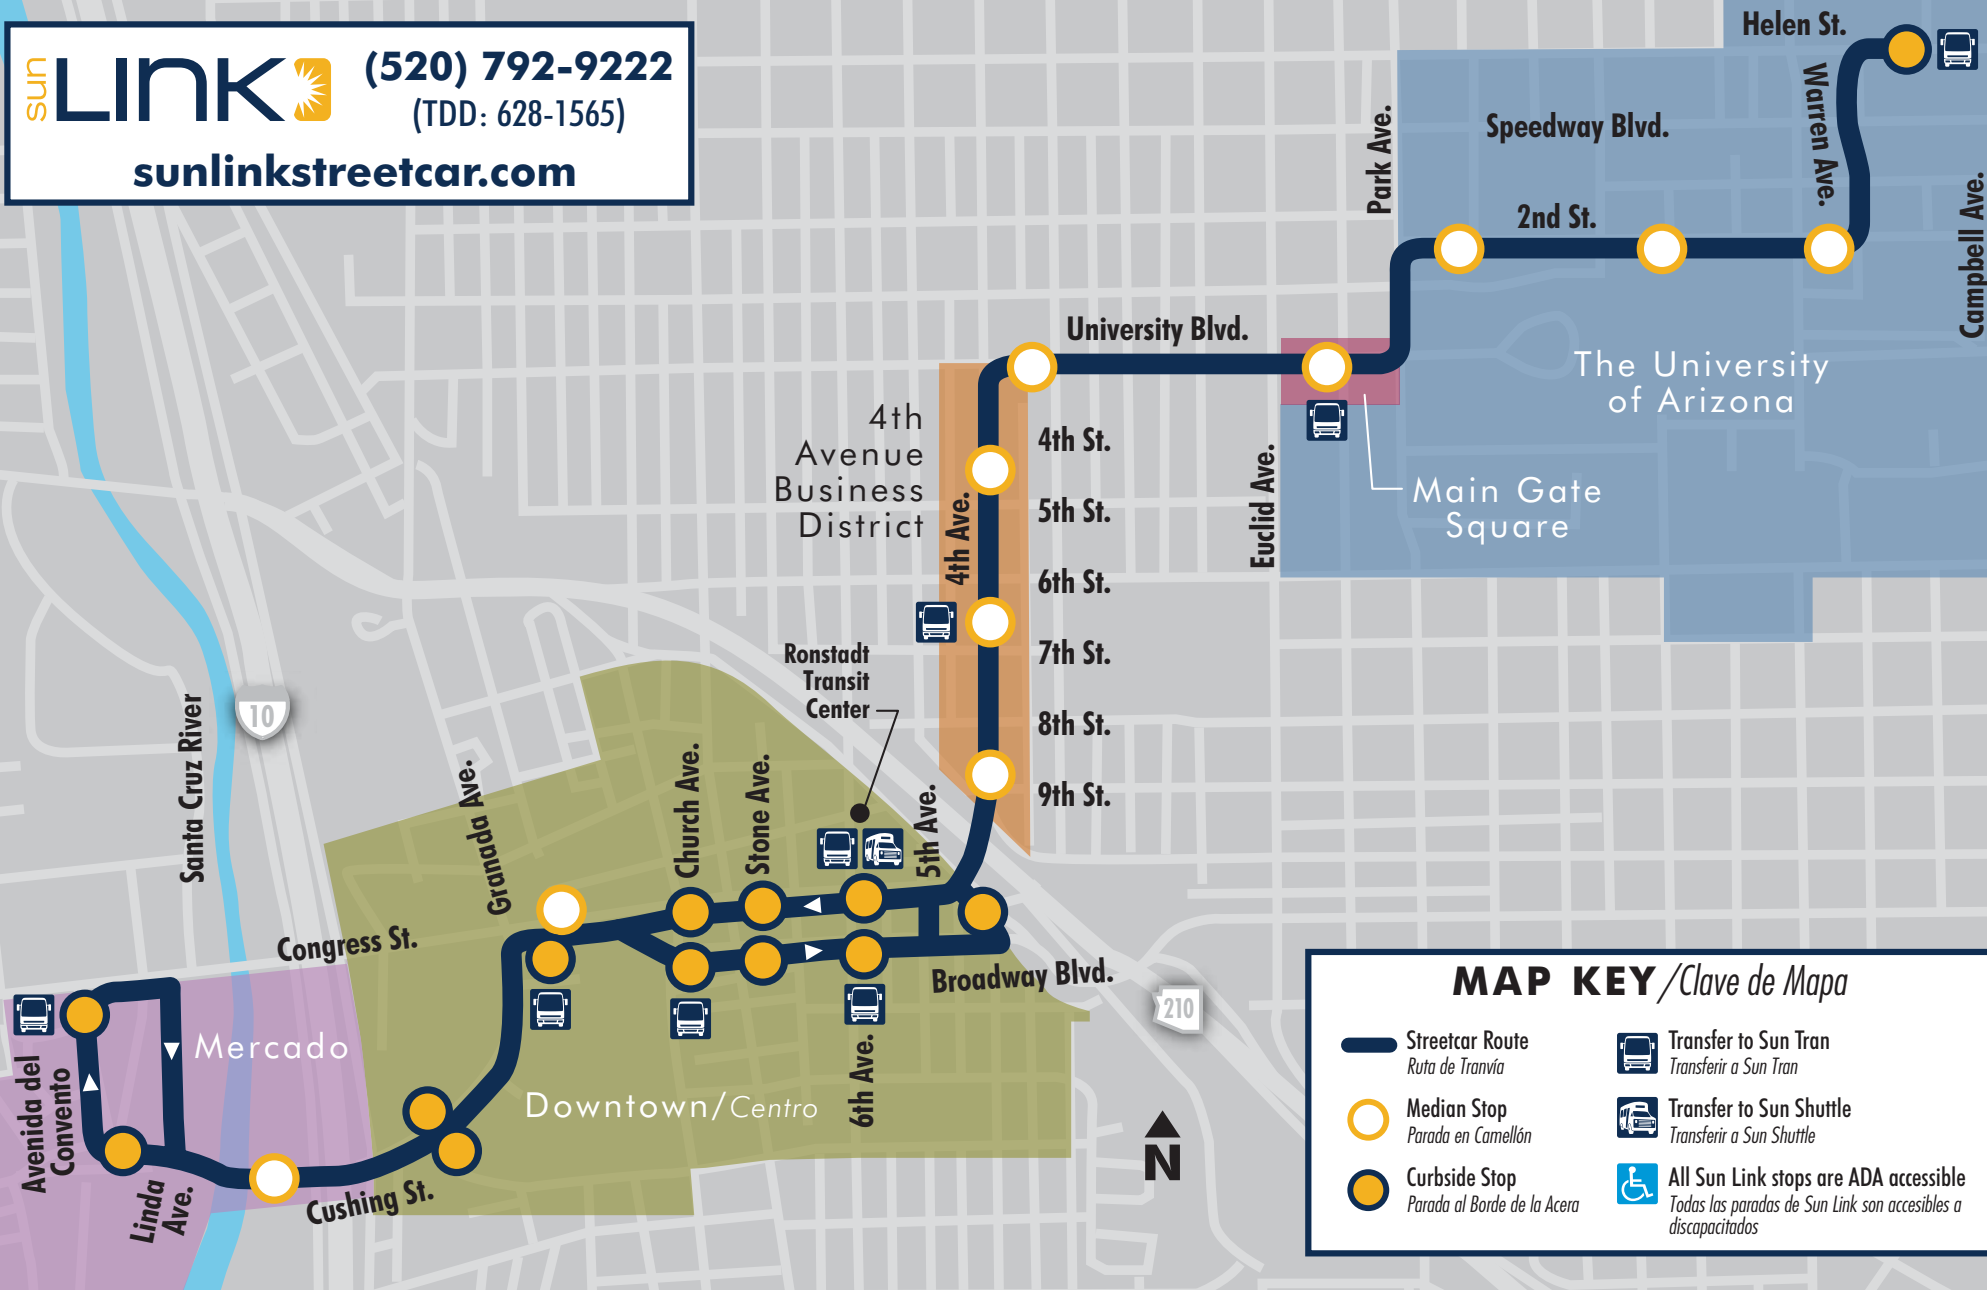 sun LINK
(520) 792-9222
(TDD: 628-1565)
sunlinkstreetcar.com
Helen St.
Warren Ave.
Speedway Blvd.
Park Ave.
Campbell Ave.
2nd St.
University Blvd.
The University
of Arizona
4th
Avenue
Business
District
4th Ave.
4th St.
5th St.
6th St.
7th St.
8th St.
9th St.
Euclid Ave.
Main Gate
Square
Ronstadt
Transit
Center
Santa Cruz River
10
Granada Ave.
Church Ave.
Stone Ave.
5th Ave.
Congress St.
Broadway Blvd.
210
Mercado
Avenida del
Convento
Linda
Ave.
Cushing St.
Downtown/Centro
6th Ave.
N
MAP KEY/Clave de Mapa
Streetcar Route
Ruta de Tranvía
Median Stop
Parada en Camellón
Curbside Stop
Parada al Borde de la Acera
Transfer to Sun Tran
Transferir a Sun Tran
Transfer to Sun Shuttle
Transferir a Sun Shuttle
All Sun Link stops are ADA accessible
Todas las paradas de Sun Link son accesibles a
discapacitados